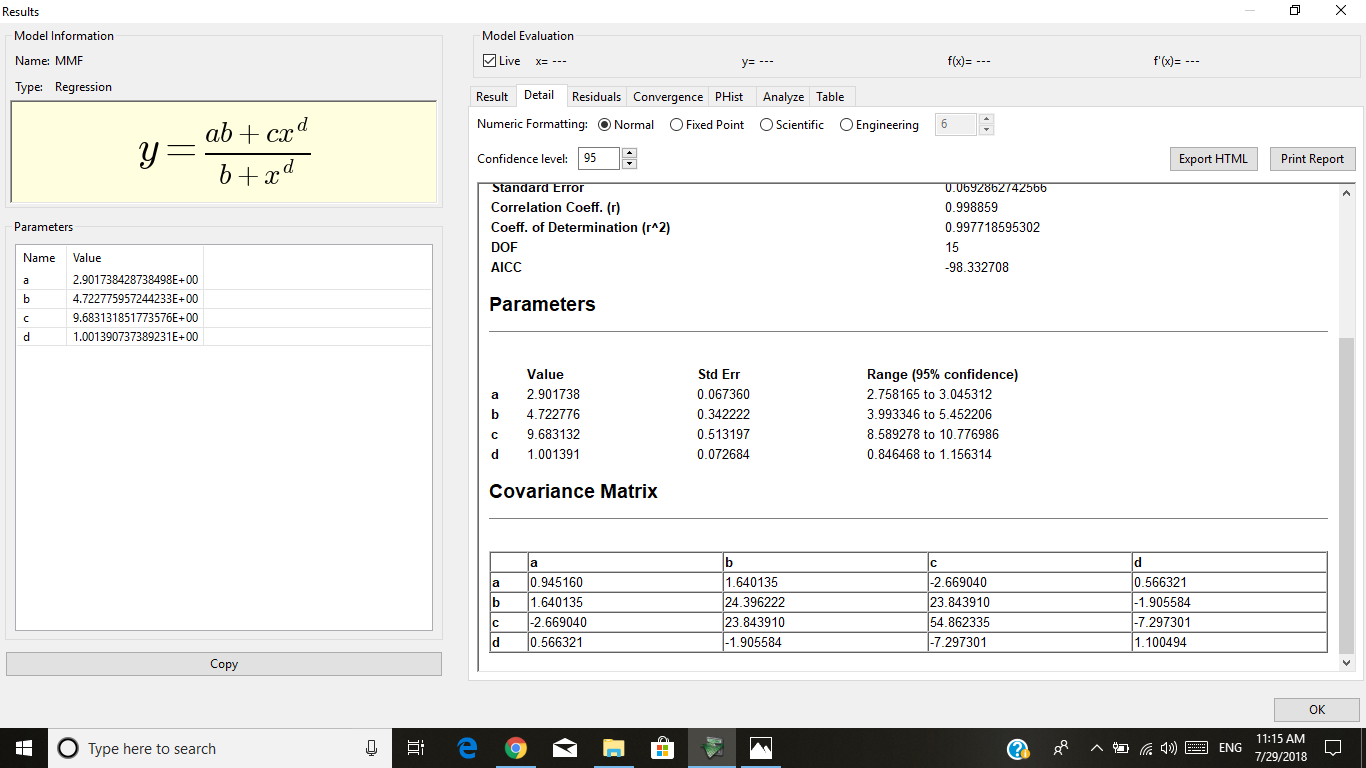 Results
Model Information
Name: MMF
Type: Regression
y = ab + cx^d / b + x^d
Parameters
Name Value
a 2.901738428738498E+00
b 4.722775957244233E+00
c 9.683131851773576E+00
d 1.001390737389231E+00
Copy
Model Evaluation
Live x= --- y= --- f(x)= --- f'(x)= ---
Result Detail Residuals Convergence PHist Analyze Table
Numeric Formatting: Normal Fixed Point Scientific Engineering 6
Confidence level: 95 Export HTML Print Report
Standard Error 0.0692862742566
Correlation Coeff. (r) 0.998859
Coeff. of Determination (r^2) 0.997718595302
DOF 15
AICC -98.332708
Parameters
Value Std Err Range (95% confidence)
a 2.901738 0.067360 2.758165 to 3.045312
b 4.722776 0.342222 3.993346 to 5.452206
c 9.683132 0.513197 8.589278 to 10.776986
d 1.001391 0.072684 0.846468 to 1.156314
Covariance Matrix
a b c d
a 0.945160 1.640135 -2.669040 0.566321
b 1.640135 24.396222 23.843910 -1.905584
c -2.669040 23.843910 54.862335 -7.297301
d 0.566321 -1.905584 -7.297301 1.100494
OK
Type here to search
ENG
11:15 AM
7/29/2018